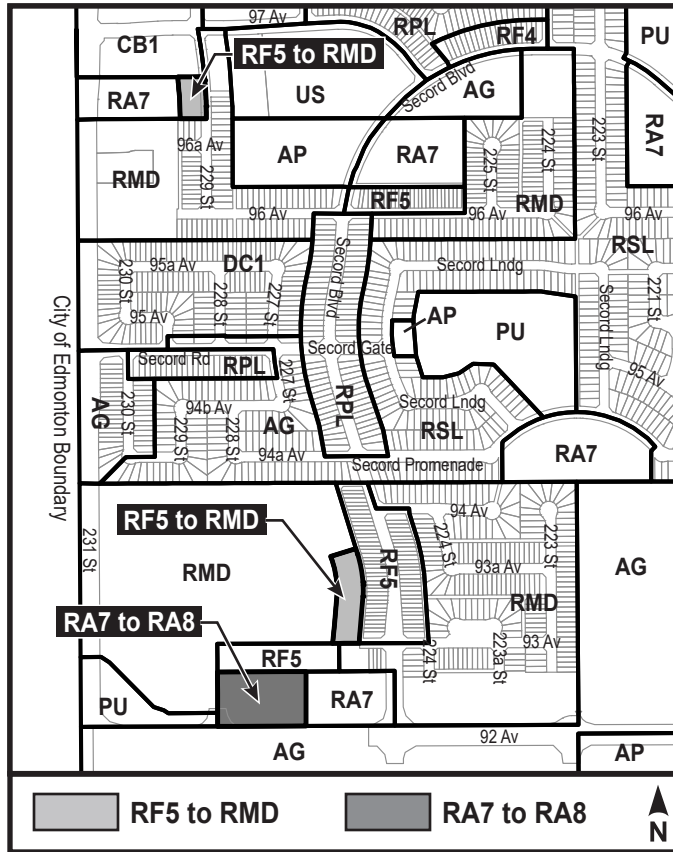 97 Av
CB1
RPL
RF4
PU
RF5 to RMD
Secord Blvd
RA7
US
AG
223 St
RA7
96a Av
AP
RA7
225 St
224 St
RMD
229 St
RF5
RMD
96 Av
96 Av
96 Av
RSL
230 St
95a Av
DC1
Secord Blvd
Secord Lndg
228 St
227 St
221 St
95 Av
AP
PU
Secord Lndg
City of Edmonton Boundary
Secord Rd
RPL
Secord Gate
227 St
95 Av
AG
230 St
94b Av
RPL
Secord Lndg
229 St
228 St
AG
RSL
94a Av
Secord Promenade
RA7
RF5 to RMD
94 Av
231 St
RMD
RF5
224 St
223 St
93a Av
AG
RA7 to RA8
RMD
93 Av
RF5
224 St
223a St
PU
RA7
92 Av
AG
AP
RF5 to RMD
RA7 to RA8
N